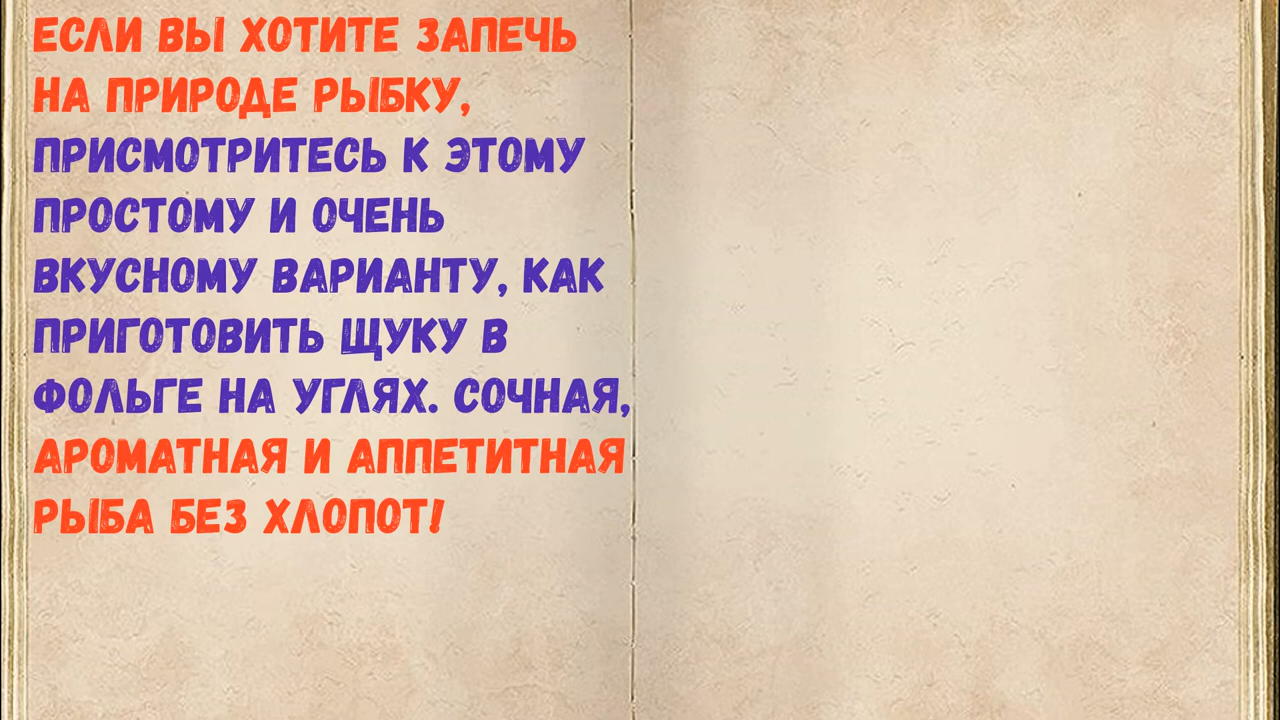 ЕСЛИ ВЫ ХОТИТЕ ЗАПЕЧЬ
НА ПРИРОДЕ РЫБКУ,
ПРИСМОТРИТЕСЬ К ЭТОМУ
ПРОСТОМУ И ОЧЕНЬ
ВКУСНОМУ ВАРИАНТУ, КАК
ПРИГОТОВИТЬ ЩУКУ В
ФОЛЬГЕ НА УГЛЯХ. СОЧНАЯ,
АРОМАТНАЯ И АППЕТИТНАЯ
РЫБА БЕЗ ХЛОПОТ!